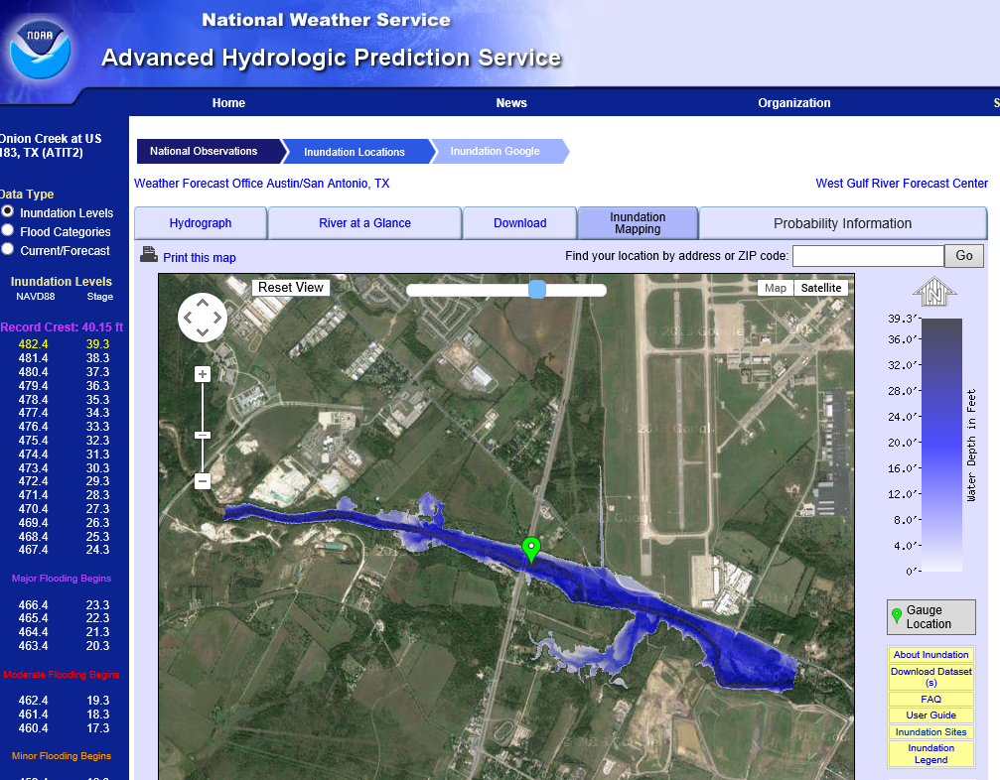 NOAA
National Weather Service
Advanced Hydrologic Prediction Service
Home News Organization S
Onion Creek at US
183, TX (ATIT2)
Data Type
Inundation Levels
Flood Categories
Current/Forecast
Inundation Levels
NAVD88 Stage
Record Crest: 40.15 ft
482.4 39.3
481.4 38.3
480.4 37.3
479.4 36.3
478.4 35.3
477.4 34.3
476.4 33.3
475.4 32.3
474.4 31.3
473.4 30.3
472.4 29.3
471.4 28.3
470.4 27.3
469.4 26.3
468.4 25.3
467.4 24.3
Major Flooding Begins
466.4 23.3
465.4 22.3
464.4 21.3
463.4 20.3
Moderate Flooding Begins
462.4 19.3
461.4 18.3
460.4 17.3
Minor Flooding Begins
National Observations Inundation Locations Inundation Google
Weather Forecast Office Austin/San Antonio, TX West Gulf River Forecast Center
Hydrograph River at a Glance Download Inundation
Mapping
Probability Information
Print this map Find your location by address or ZIP code: Go
Reset View Map Satellite
N
39.3'
36.0'
32.0'
28.0'
24.0'
20.0'
16.0'
12.0'
8.0'
4.0'
0'
Water Depth in Feet
Gauge
Location
About Inundation
Download Dataset
(s)
FAQ
User Guide
Inundation Sites
Inundation
Legend